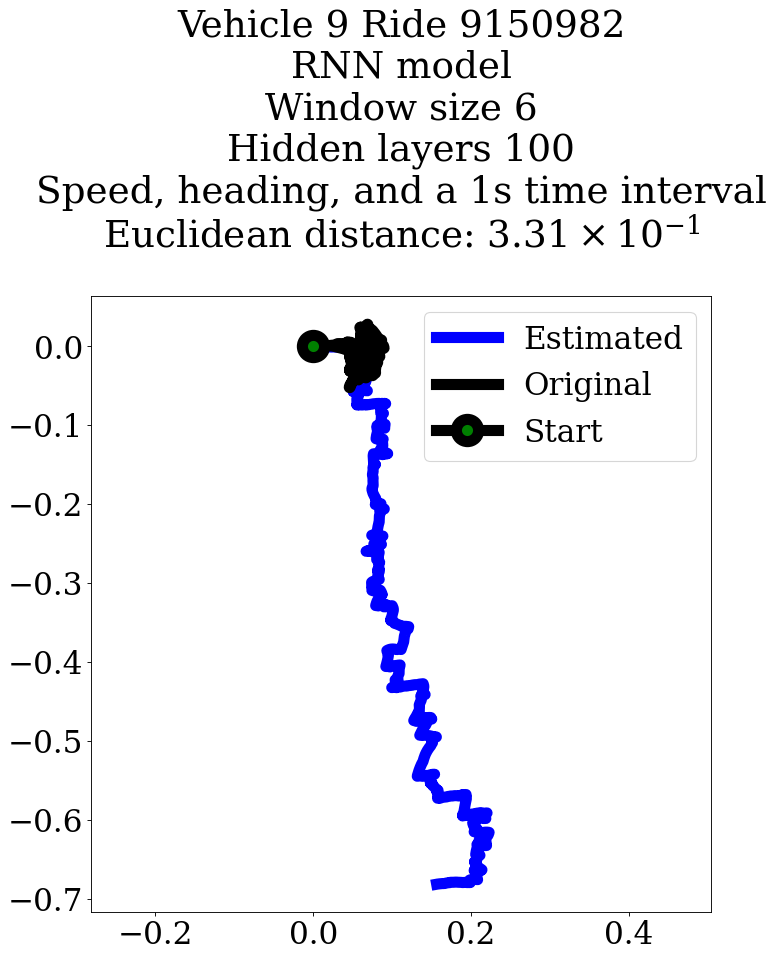 Vehicle 9 Ride 9150982
RNN model
Window size 6
Hidden layers 100
Speed, heading, and a 1s time interval
Euclidean distance: 3.31 × 10⁻¹
Estimated
Original
Start
0.0
−0.1
−0.2
−0.3
−0.4
−0.5
−0.6
−0.7
−0.2 0.0 0.2 0.4